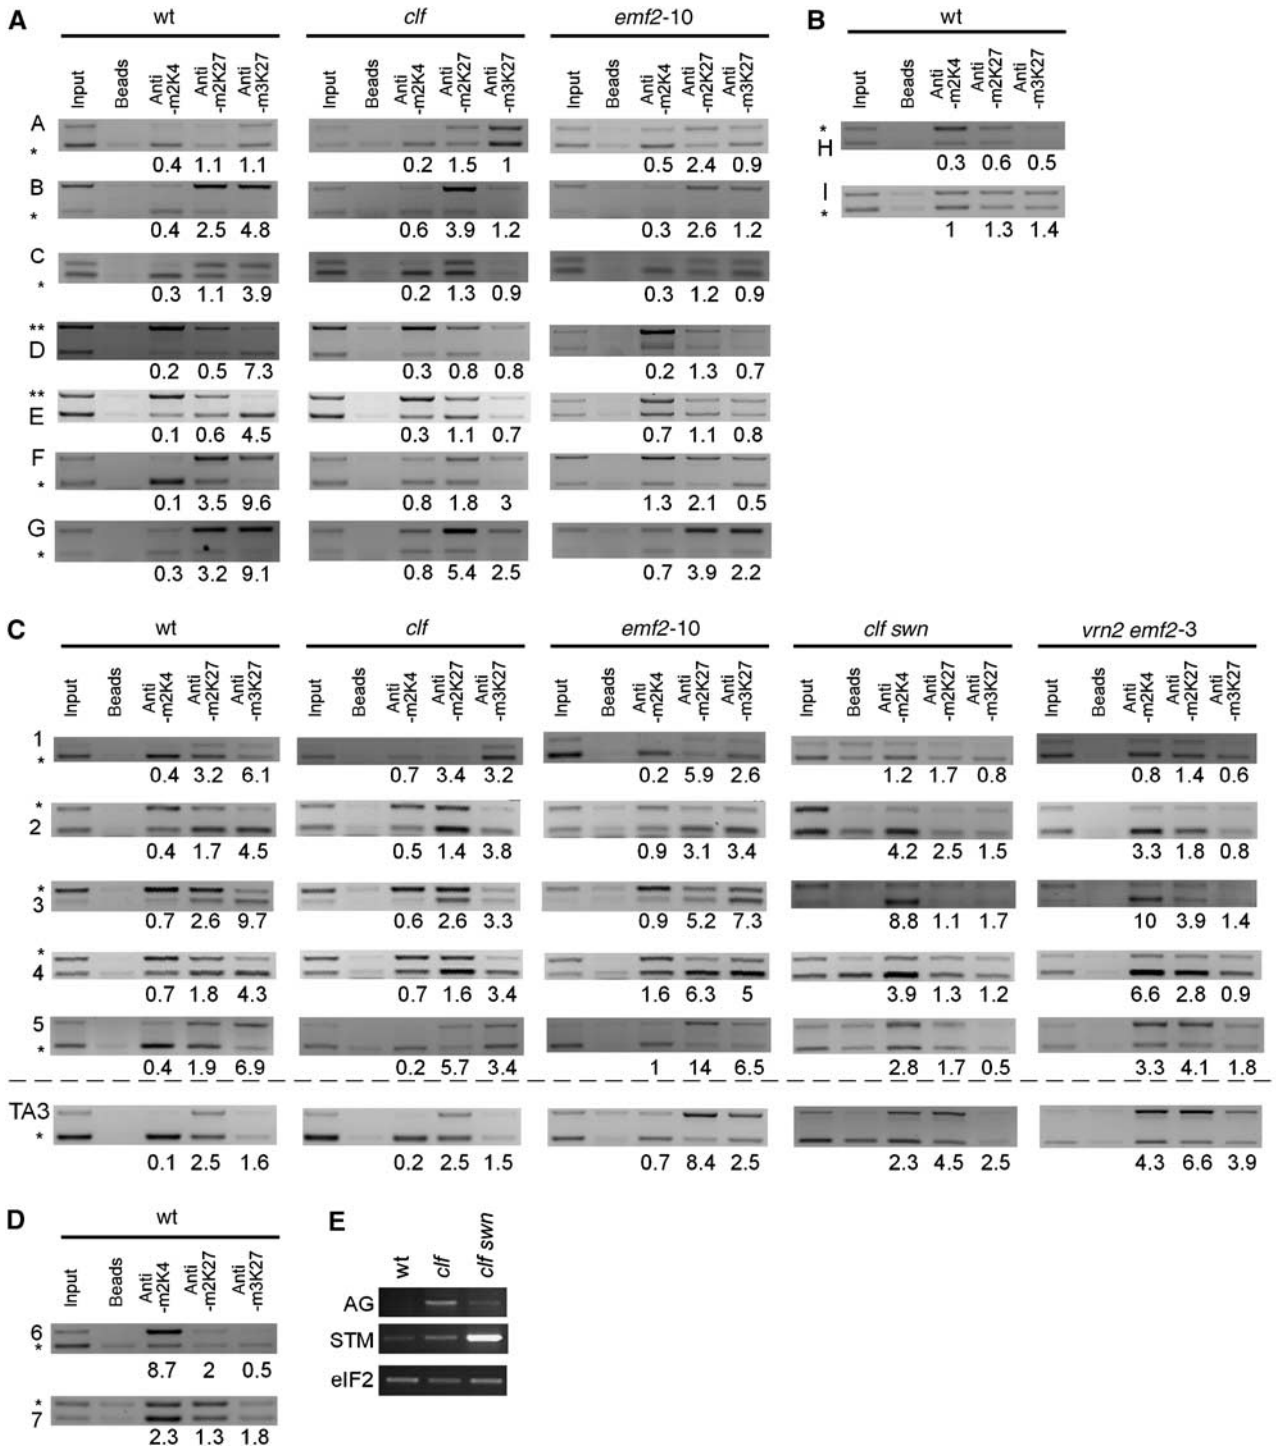 A
wt
clf
emf2-10
B
wt
Input Beads Anti -m2K4 Anti -m2K27 Anti -m3K27
Input Beads Anti -m2K4 Anti -m2K27 Anti -m3K27
Input Beads Anti -m2K4 Anti -m2K27 Anti -m3K27
Input Beads Anti -m2K4 Anti -m2K27 Anti -m3K27
A
*
0.4 1.1 1.1
0.2 1.5 1
0.5 2.4 0.9
*
H
0.3 0.6 0.5
B
*
0.4 2.5 4.8
0.6 3.9 1.2
0.3 2.6 1.2
I
*
1 1.3 1.4
C
*
0.3 1.1 3.9
0.2 1.3 0.9
0.3 1.2 0.9
**
D
0.2 0.5 7.3
0.3 0.8 0.8
0.2 1.3 0.7
**
E
0.1 0.6 4.5
0.3 1.1 0.7
0.7 1.1 0.8
F
*
0.1 3.5 9.6
0.8 1.8 3
1.3 2.1 0.5
G
*
0.3 3.2 9.1
0.8 5.4 2.5
0.7 3.9 2.2
C
wt
clf
emf2-10
clf swn
vrn2 emf2-3
Input Beads Anti -m2K4 Anti -m2K27 Anti -m3K27
Input Beads Anti -m2K4 Anti -m2K27 Anti -m3K27
Input Beads Anti -m2K4 Anti -m2K27 Anti -m3K27
Input Beads Anti -m2K4 Anti -m2K27 Anti -m3K27
Input Beads Anti -m2K4 Anti -m2K27 Anti -m3K27
1
*
0.4 3.2 6.1
0.7 3.4 3.2
0.2 5.9 2.6
1.2 1.7 0.8
0.8 1.4 0.6
*
2
0.4 1.7 4.5
0.5 1.4 3.8
0.9 3.1 3.4
4.2 2.5 1.5
3.3 1.8 0.8
*
3
0.7 2.6 9.7
0.6 2.6 3.3
0.9 5.2 7.3
8.8 1.1 1.7
10 3.9 1.4
*
4
0.7 1.8 4.3
0.7 1.6 3.4
1.6 6.3 5
3.9 1.3 1.2
6.6 2.8 0.9
5
*
0.4 1.9 6.9
0.2 5.7 3.4
1 14 6.5
2.8 1.7 0.5
3.3 4.1 1.8
TA3
*
0.1 2.5 1.6
0.2 2.5 1.5
0.7 8.4 2.5
2.3 4.5 2.5
4.3 6.6 3.9
D
wt
Input Beads Anti -m2K4 Anti -m2K27 Anti -m3K27
6
*
8.7 2 0.5
*
7
2.3 1.3 1.8
E
wt clf clf swn
AG
STM
eIF2